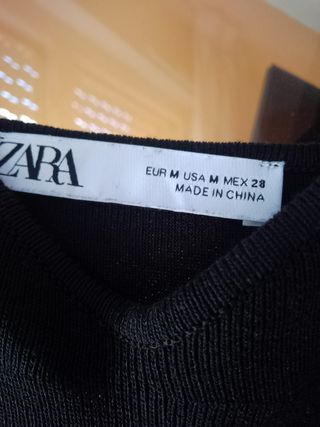 ZARA
EUR M USA M MEX 28
MADE IN CHINA